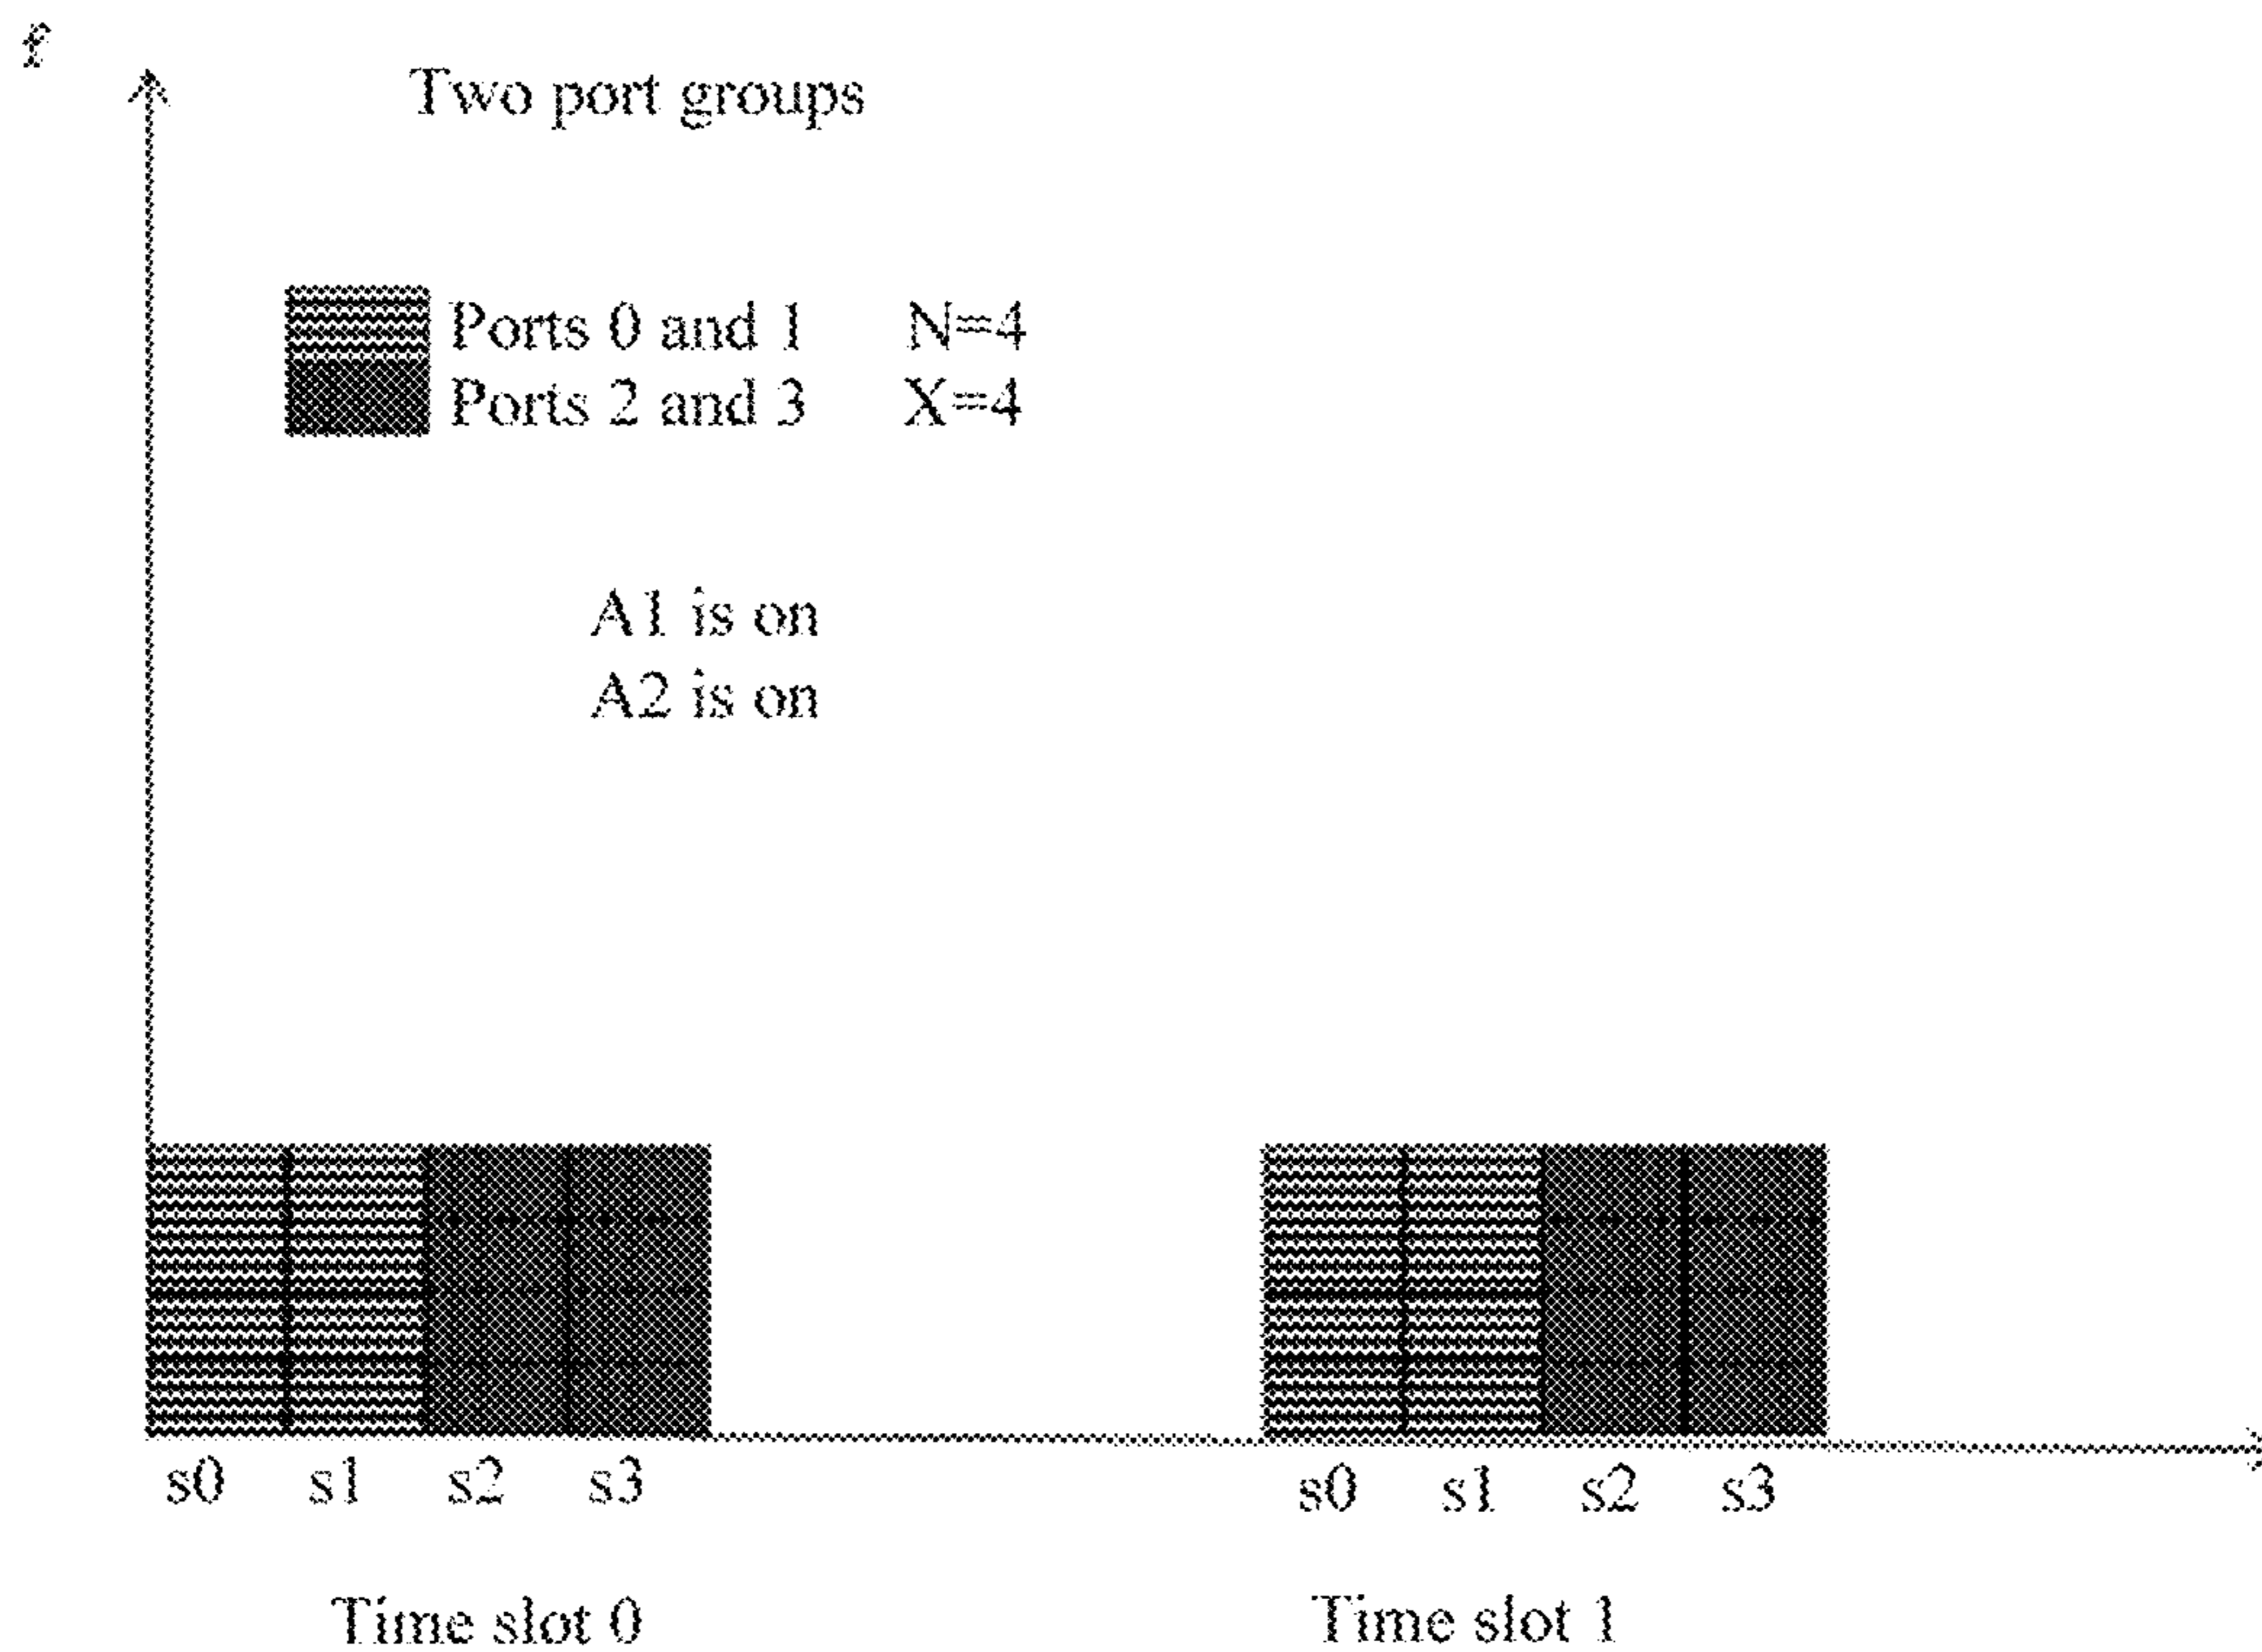 f
Two port groups
Ports 0 and 1 N=4
Ports 2 and 3 X=4
A1 is on
A2 is on
s0 s1 s2 s3 s0 s1 s2 s3
Time slot 0 Time slot 1